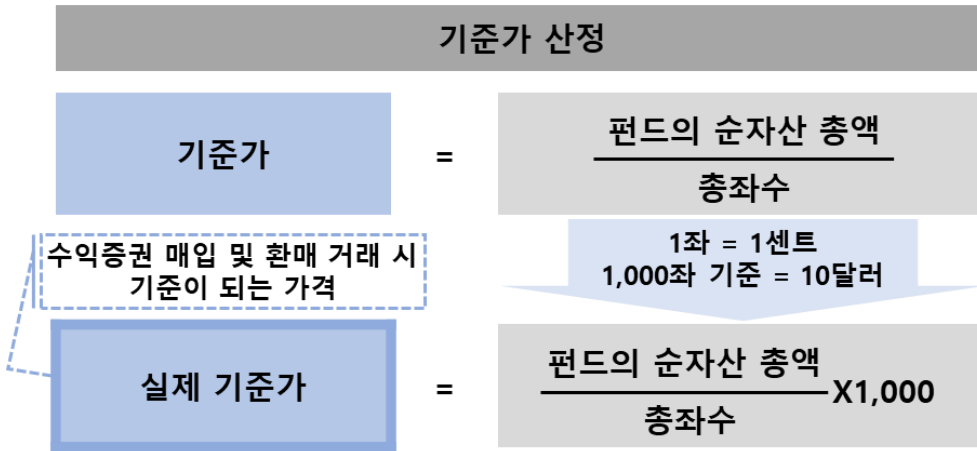 기준가 산정
기준가
=
펀드의 순자산 총액
총좌수
수익증권 매입 및 환매 거래 시
기준이 되는 가격
1좌 = 1센트
1,000좌 기준 = 10달러
실제 기준가
=
펀드의 순자산 총액
총좌수
X1,000